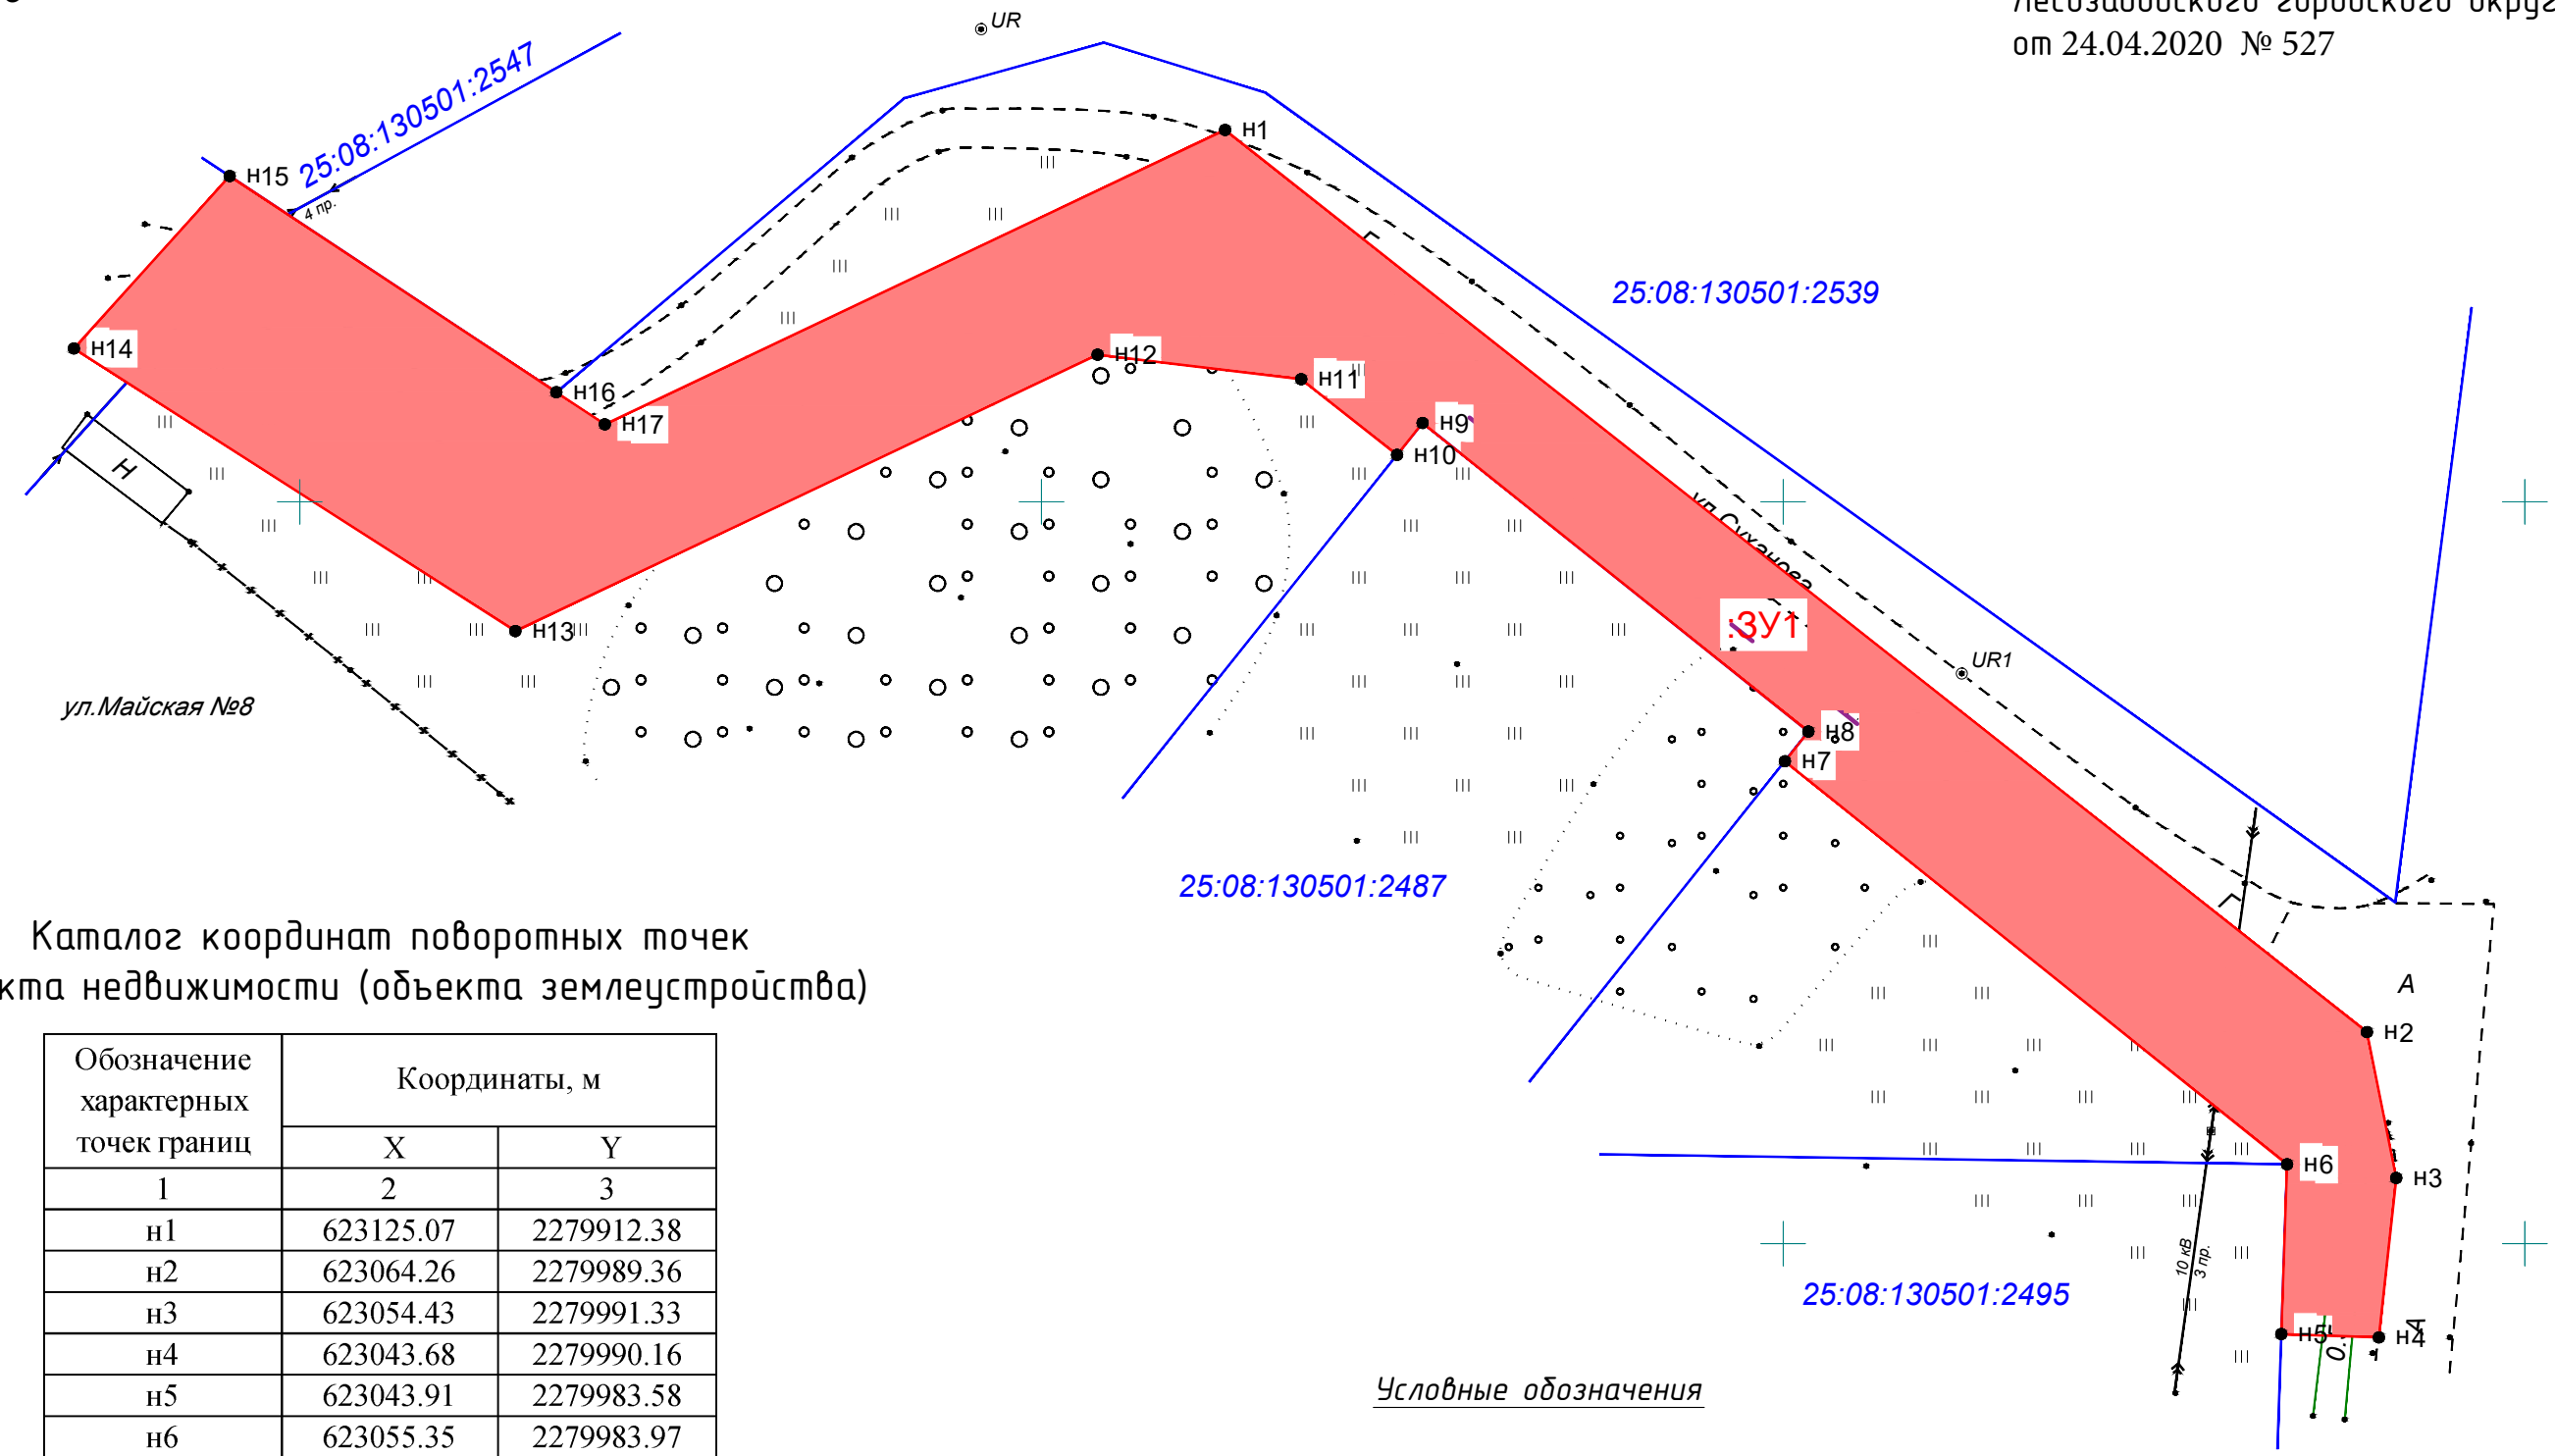 от 24.04.2020 № 527
UR
25:08:130501:2547
4 пр.
н1
н15
25:08:130501:2539
н14
н12
н11
н16
н17
н9
н10
Н
ул.Суханова
:ЗУ1
н13
UR1
ул.Майская №8
н8
н7
25:08:130501:2487
Г
А
н2
н6
н3
10 кВ
3 пр.
25:08:130501:2495
н5
н4
Каталог координат поворотных точек
кта недвижимости (объекта землеустройства)
Обозначение характерных точек границ
Координаты, м
X Y
1 2 3
н1 623125.07 2279912.38
н2 623064.26 2279989.36
н3 623054.43 2279991.33
н4 623043.68 2279990.16
н5 623043.91 2279983.58
н6 623055.35 2279983.97
Условные обозначения